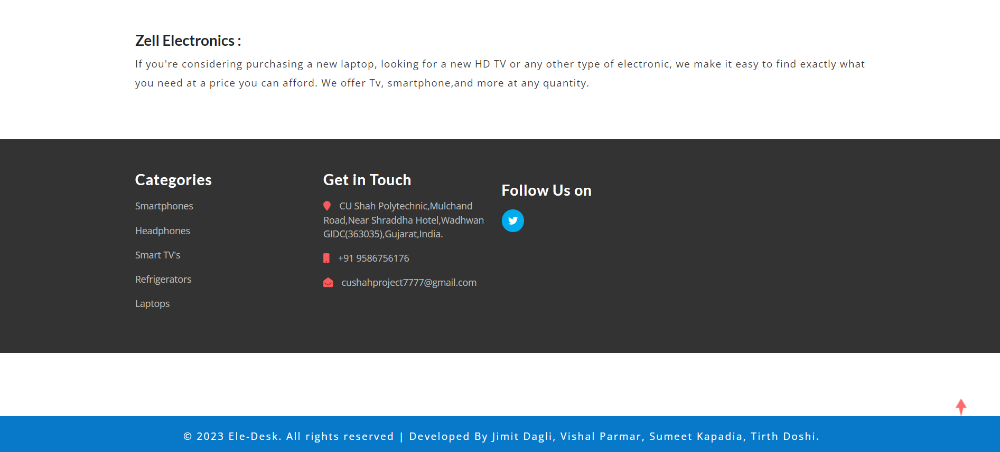 Zell Electronics :
If you're considering purchasing a new laptop, looking for a new HD TV or any other type of electronic, we make it easy to find exactly what
you need at a price you can afford. We offer Tv, smartphone,and more at any quantity.
Categories
Smartphones
Headphones
Smart TV's
Refrigerators
Laptops
Get in Touch
CU Shah Polytechnic,Mulchand
Road,Near Shraddha Hotel,Wadhwan
GIDC(363035),Gujarat,India.
+91 9586756176
cushahproject7777@gmail.com
Follow Us on
© 2023 Ele-Desk. All rights reserved | Developed By Jimit Dagli, Vishal Parmar, Sumeet Kapadia, Tirth Doshi.